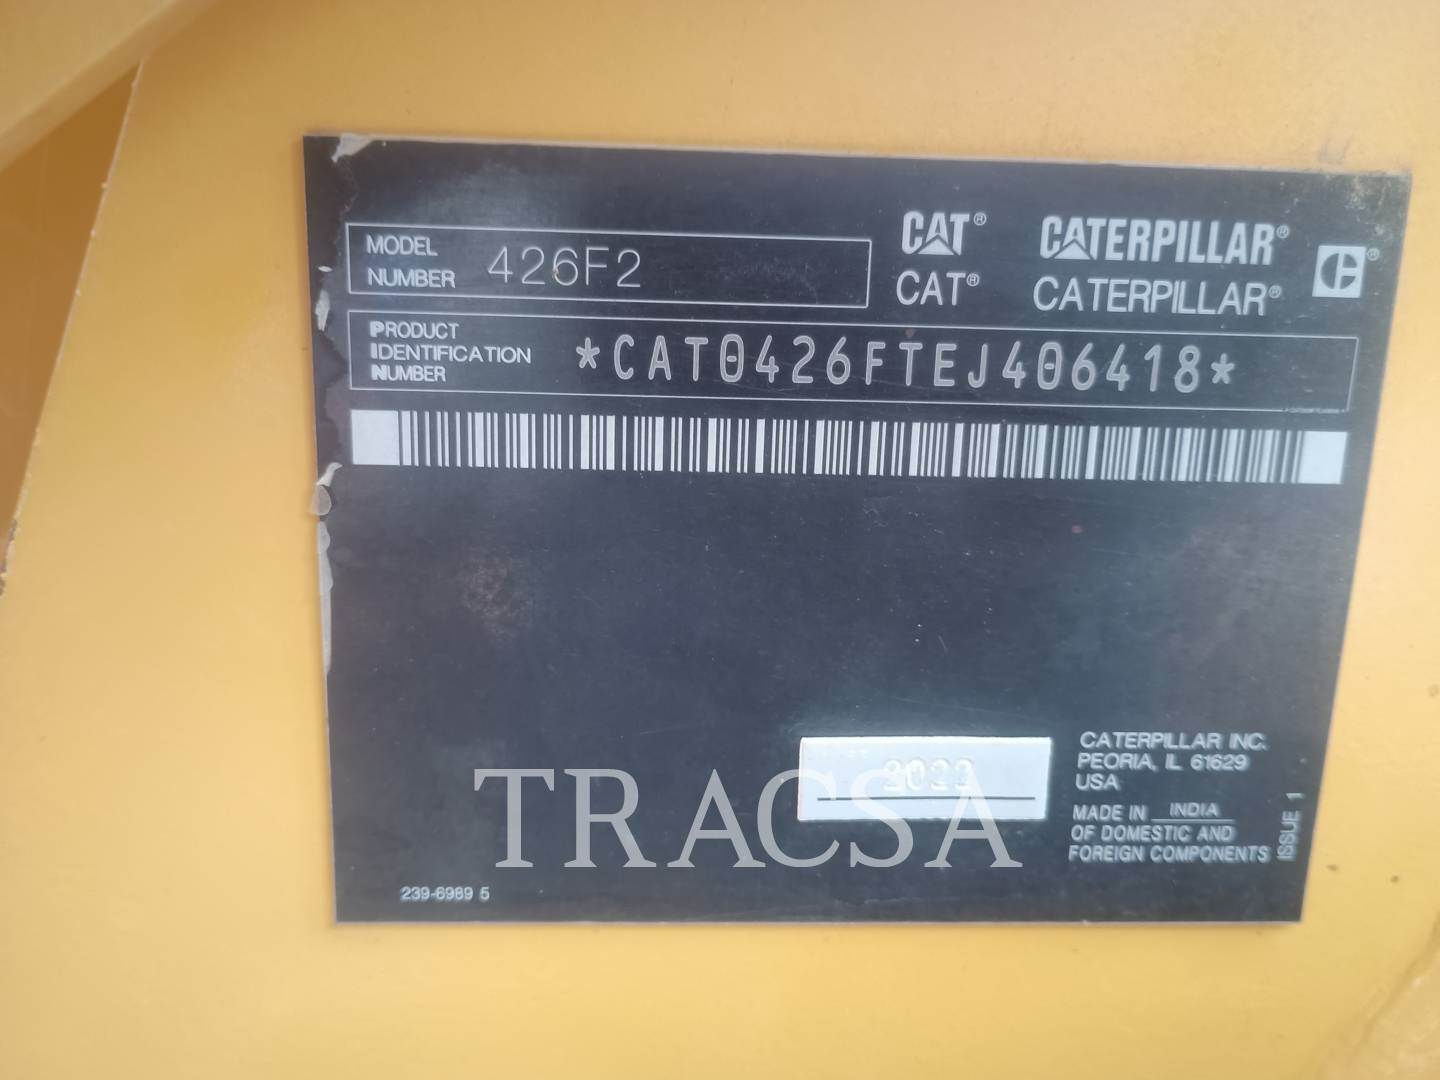 CAT® CATERPILLAR®
MODEL NUMBER 426F2
CAT® CATERPILLAR®
PRODUCT
IDENTIFICATION
NUMBER
*CAT0426FTEJ406418*
2022
CATERPILLAR INC.
PEORIA, IL 61629
USA
MADE IN INDIA
OF DOMESTIC AND
FOREIGN COMPONENTS
ISSUE 1
TRACSA
239-6989 5